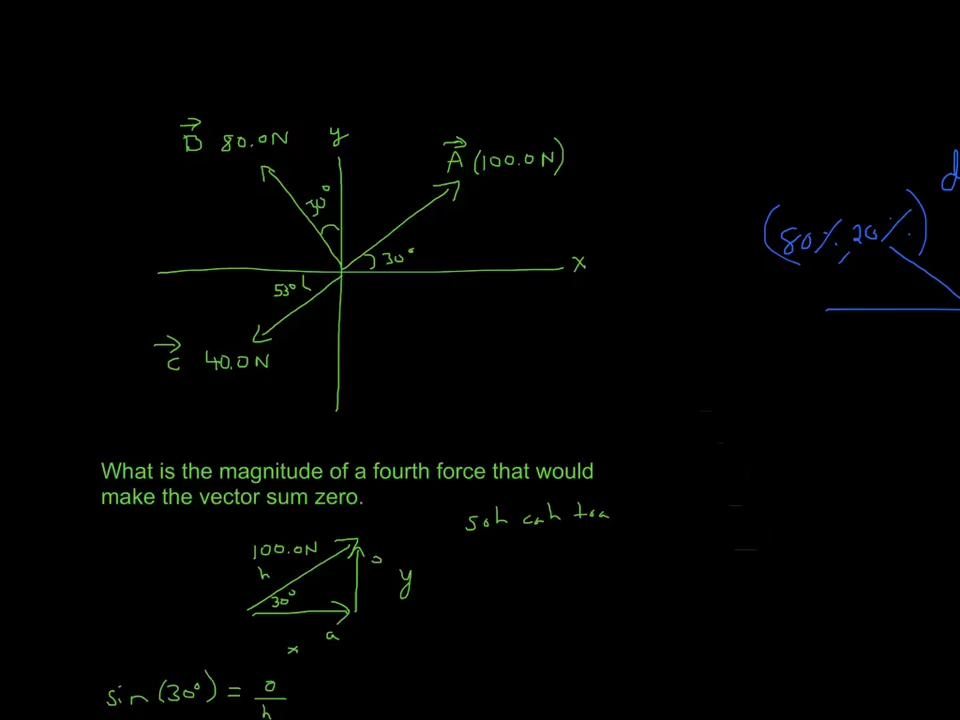 B 80.0N
y
A (100.0N)
30°
30°
x
53°
C 40.0N
(80%, 20%)
d
What is the magnitude of a fourth force that would
make the vector sum zero.
soh cah toa
100.0N
h
o
y
30°
a
x
sin (30°) = o
h